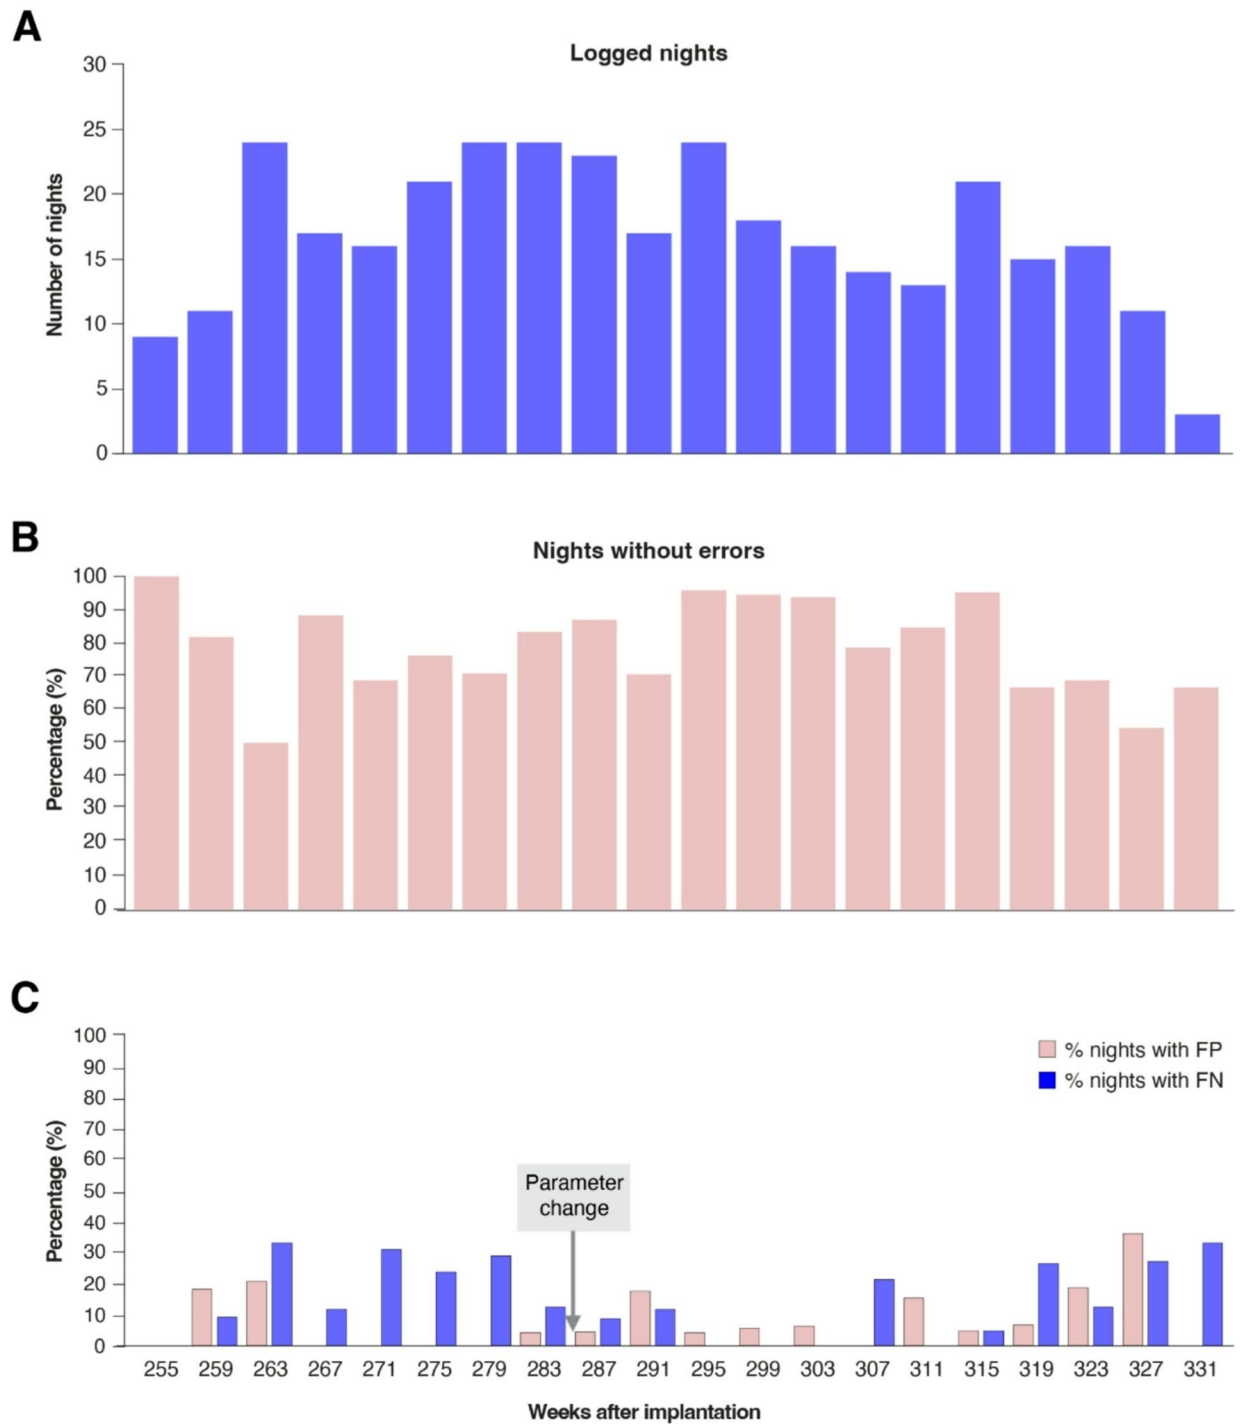 A
Logged nights
30
25
20
15
10
5
0
Number of nights
B
Nights without errors
100
90
80
70
60
50
40
30
20
10
0
Percentage (%)
C
100
90
80
70
60
50
40
30
20
10
0
Percentage (%)
% nights with FP
% nights with FN
Parameter
change
255 259 263 267 271 275 279 283 287 291 295 299 303 307 311 315 319 323 327 331
Weeks after implantation